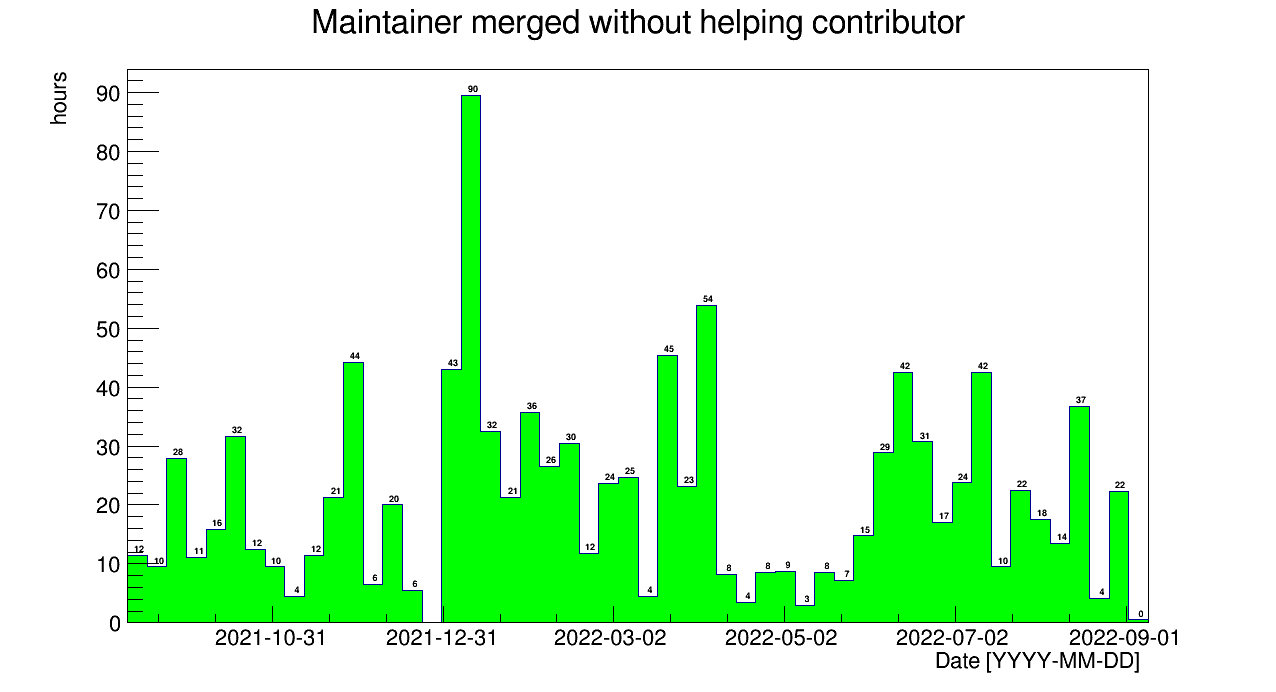 Maintainer merged without helping contributor
hours
90
80
70
60
50
40
30
20
10
0
12 10 28 11 16 32 12 10 4 12 21 44 6 20 6 43 90 32 21 36 26 30 12 24 25 4 45 23 54 8 4 8 9 3 8 7 15 29 42 31 17 24 42 10 22 18 14 37 4 22 0
2021-10-31 2021-12-31 2022-03-02 2022-05-02 2022-07-02 2022-09-01
Date [YYYY-MM-DD]